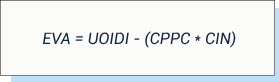 EVA = UOIDI - (CPPC * CIN)